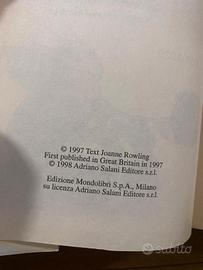 © 1997 Text Joanne Rowling
First published in Great Britain in 1997
© 1998 Adriano Salani Editore s.r.l.
Edizione Mondolibri S.p.A., Milano
su licenza Adriano Salani Editore s.r.l.
subito